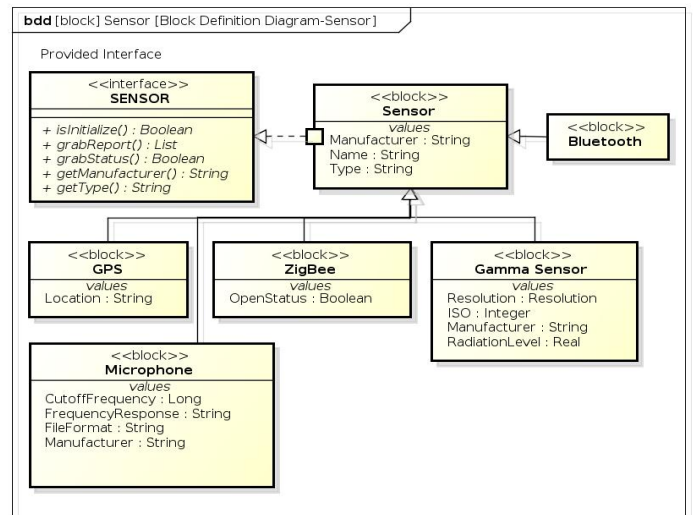 bdd [block] Sensor [Block Definition Diagram-Sensor]
Provided Interface
<<interface>>
SENSOR
+ isInitialize() : Boolean
+ grabReport() : List
+ grabStatus() : Boolean
+ getManufacturer() : String
+ getType() : String
<<block>>
Sensor
values
Manufacturer : String
Name : String
Type : String
<<block>>
Bluetooth
<<block>>
GPS
values
Location : String
<<block>>
ZigBee
values
OpenStatus : Boolean
<<block>>
Gamma Sensor
values
Resolution : Resolution
ISO : Integer
Manufacturer : String
RadiationLevel : Real
<<block>>
Microphone
values
CutoffFrequency : Long
FrequencyResponse : String
FileFormat : String
Manufacturer : String